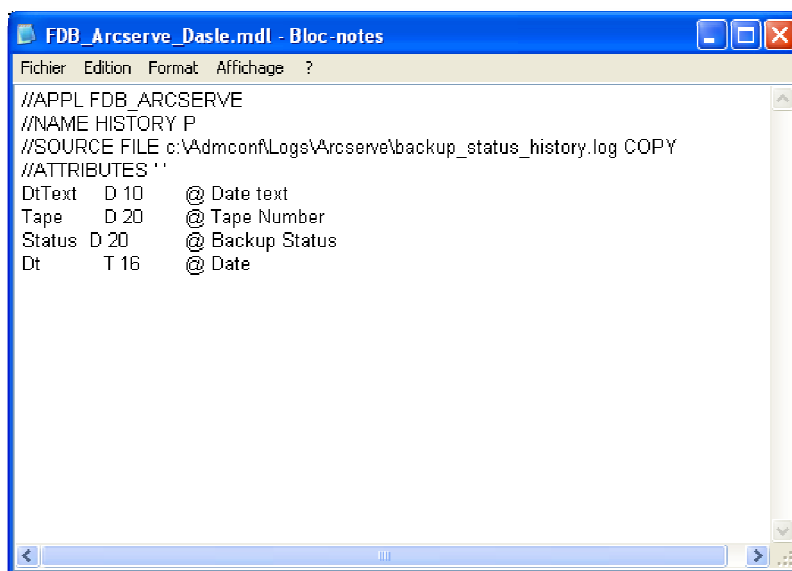 FDB_Arcserve_Dasle.mdl - Bloc-notes
Fichier Edition Format Affichage ?
//APPL FDB_ARCSERVE
//NAME HISTORY P
//SOURCE FILE c:\Admconf\Logs\Arcserve\backup_status_history.log COPY
//ATTRIBUTES ' '
DtText D 10 @ Date text
Tape D 20 @ Tape Number
Status D 20 @ Backup Status
Dt T 16 @ Date